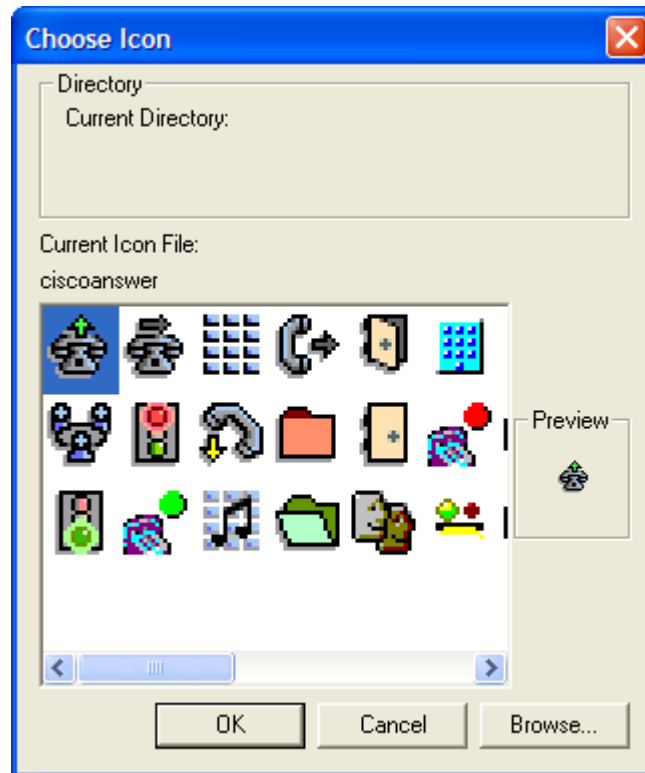 Choose Icon
Directory
Current Directory:
Current Icon File:
ciscoanswer
Preview
OK
Cancel
Browse...